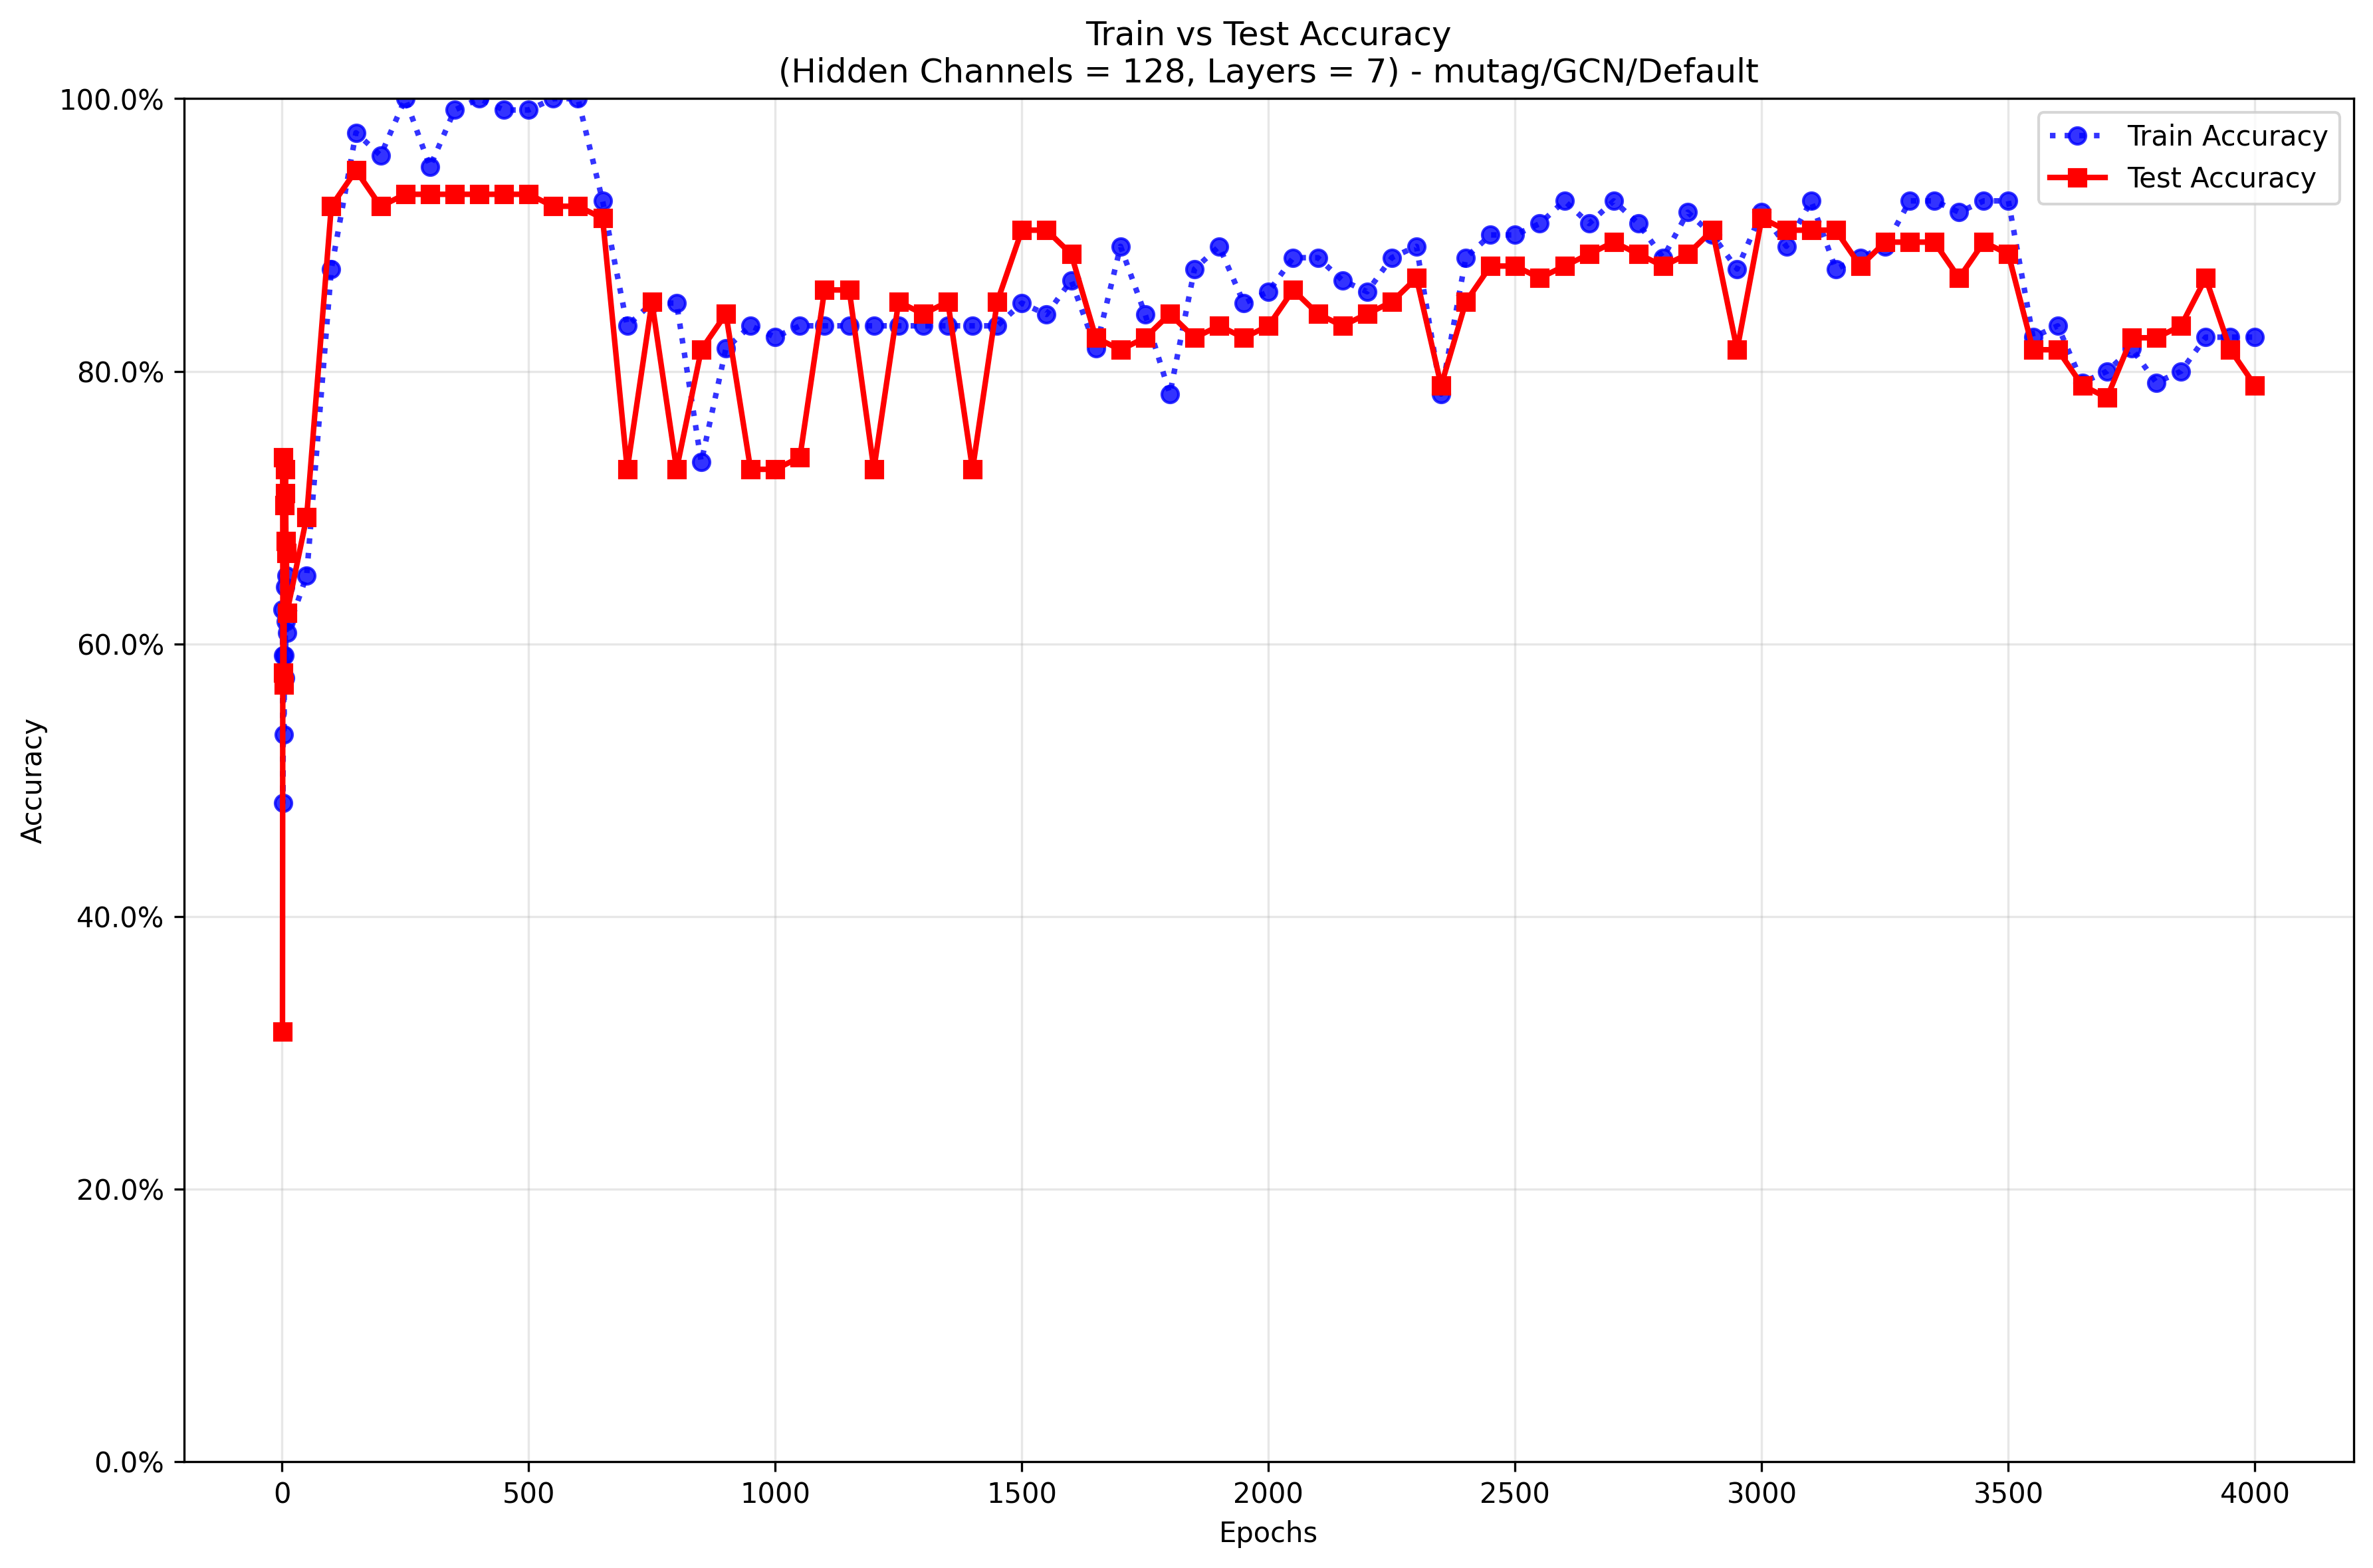 Train vs Test Accuracy
(Hidden Channels = 128, Layers = 7) - mutag/GCN/Default
100.0%
80.0%
60.0%
40.0%
20.0%
0.0%
Accuracy
Train Accuracy
Test Accuracy
0
500
1000
1500
2000
2500
3000
3500
4000
Epochs